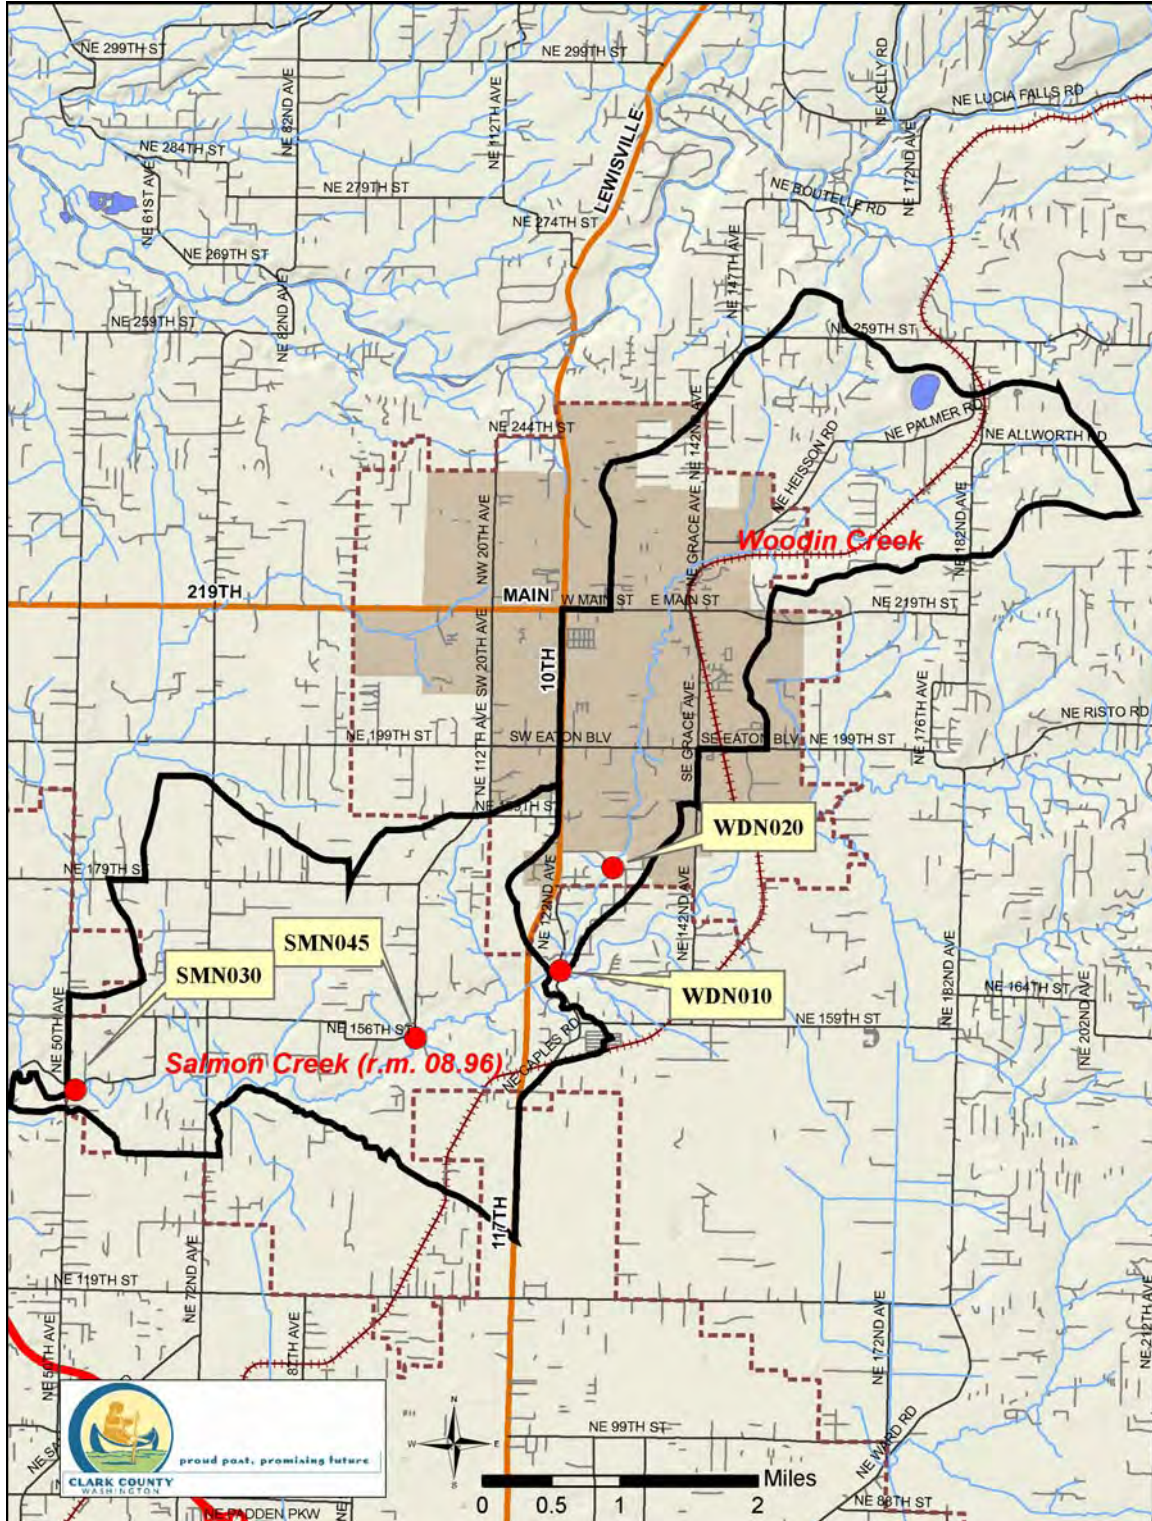 NE 299TH ST
NE 299TH ST
NE KELLY RD
NE LUCIA FALLS RD
NE 82ND AVE
NE 112TH AVE
LEWISVILLE
NE 284TH ST
NE 172ND AVE
NE 61ST AVE
NE 279TH ST
NE BOUTELLE RD
NE 274TH ST
NE 269TH ST
NE 147TH AVE
NE 82ND AVE
NE 259TH ST
NE 259TH ST
NE 142ND AVE
NE PALMER RD
NE 244TH ST
NE ALLWORTH RD
NE HEISSON RD
NW 20TH AVE
NE GRACE AVE
Woodin Creek
NE 182ND AVE
219TH
MAIN
W MAIN ST
E MAIN ST
NE 219TH ST
SW 20TH AVE
10TH
NE 112TH AVE
SE GRACE AVE
NE 176TH AVE
NE RISTO RD
NE 199TH ST
SW EATON BLV
SE EATON BLV
NE 199TH ST
WDN020
NE 179TH ST
NE 122ND AVE
NE 142ND AVE
SMN045
SMN030
WDN010
NE 182ND AVE
NE 164TH ST
NE 50TH AVE
NE 156TH ST
NE 159TH ST
NE 202ND AVE
NE CAPLES RD
Salmon Creek (r.m. 08.96)
117TH
NE 119TH ST
NE 72ND AVE
NE 50TH AVE
87TH AVE
NE 172ND AVE
NE 212TH AVE
NE 99TH ST
NE WARD RD
N
W
E
S
proud past, promising future
CLARK COUNTY
WASHINGTON
Miles
0 0.5 1 2
NE 88TH ST
NE PADDEN PKW